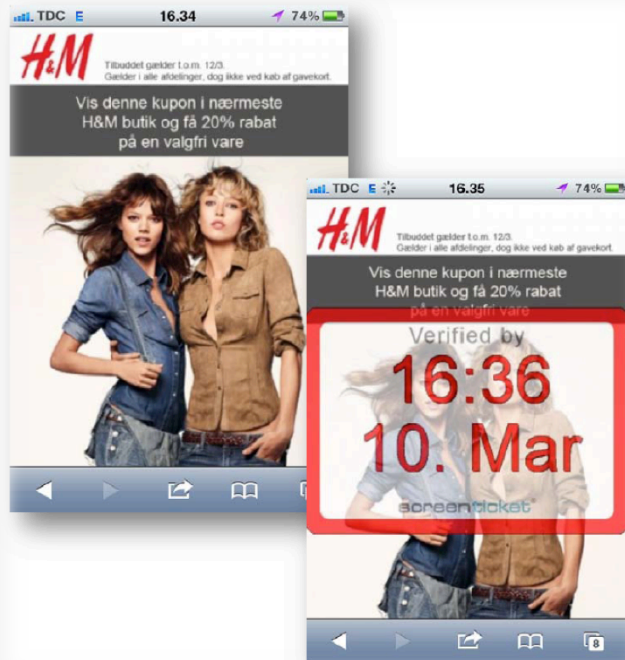 TDC E 16.34 74%
H&M
Tilbuddet gælder t.o.m. 12/3.
Gælder i alle afdelinger, dog ikke ved køb af gavekort.
Vis denne kupon i nærmeste
H&M butik og få 20% rabat
på en valgfri vare
TDC E 16.35 74%
H&M
Tilbuddet gælder t.o.m. 12/3.
Gælder i alle afdelinger, dog ikke ved køb af gavekort.
Vis denne kupon i nærmeste
H&M butik og få 20% rabat
på en valgfri vare
Verified by
16:36
10. Mar
screenticket
8